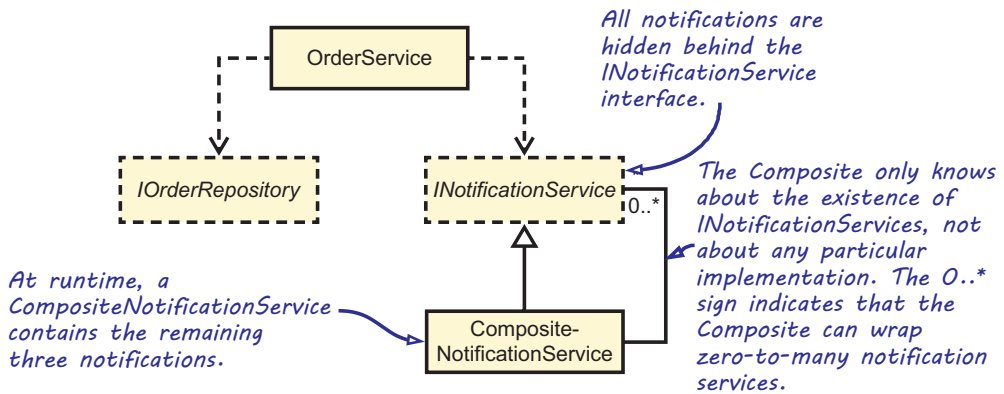 All notifications are
hidden behind the
INotificationService
interface.
OrderService
IOrderRepository
INotificationService
0..*
The Composite only knows
about the existence of
INotificationServices, not
about any particular
implementation. The 0..*
sign indicates that the
Composite can wrap
zero-to-many notification
services.
At runtime, a
CompositeNotificationService
contains the remaining
three notifications.
Composite-
NotificationService